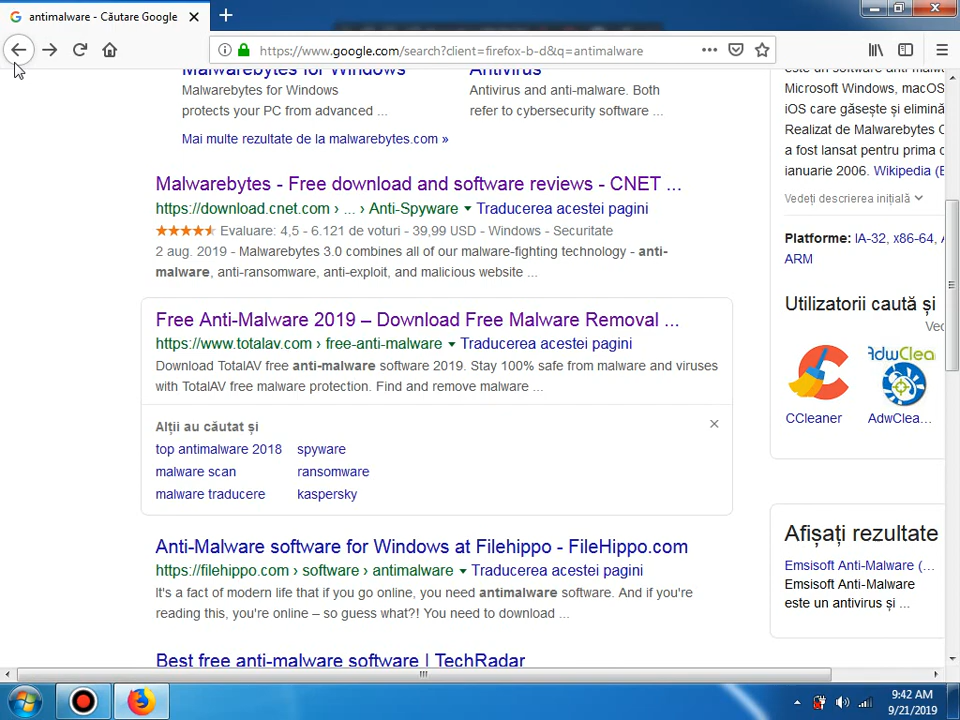 antimalware - Căutare Google
https://www.google.com/search?client=firefox-b-d&q=antimalware
Malwarebytes for Windows
Antivirus
Malwarebytes for Windows
protects your PC from advanced ...
Antivirus and anti-malware. Both
refer to cybersecurity software ...
Mai multe rezultate de la malwarebytes.com »
Malwarebytes - Free download and software reviews - CNET ...
https://download.cnet.com › ... › Anti-Spyware Traducerea acestei pagini
Evaluare: 4,5 - 6.121 de voturi - 39,99 USD - Windows - Securitate
2 aug. 2019 - Malwarebytes 3.0 combines all of our malware-fighting technology - anti-
malware, anti-ransomware, anti-exploit, and malicious website ...
Free Anti-Malware 2019 – Download Free Malware Removal ...
https://www.totalav.com › free-anti-malware Traducerea acestei pagini
Download TotalAV free anti-malware software 2019. Stay 100% safe from malware and viruses
with TotalAV free malware protection. Find and remove malware ...
Alții au căutat și
top antimalware 2018
spyware
malware scan
ransomware
malware traducere
kaspersky
Anti-Malware software for Windows at Filehippo - FileHippo.com
https://filehippo.com › software › antimalware Traducerea acestei pagini
It's a fact of modern life that if you go online, you need antimalware software. And if you're
reading this, you're online – so guess what?! You need to download ...
Best free anti-malware software | TechRadar
este un software anti-malw
Microsoft Windows, macOS
iOS care găsește și elimină
Realizat de Malwarebytes C
a fost lansat pentru prima
ianuarie 2006. Wikipedia (E
Vedeți descrierea inițială
Platforme: IA-32, x86-64, A
ARM
Utilizatorii caută și
Vec
CCleaner
AdwClea...
Afișați rezultate
Emsisoft Anti-Malware (...
Emsisoft Anti-Malware
este un antivirus și ...
9:42 AM
9/21/2019